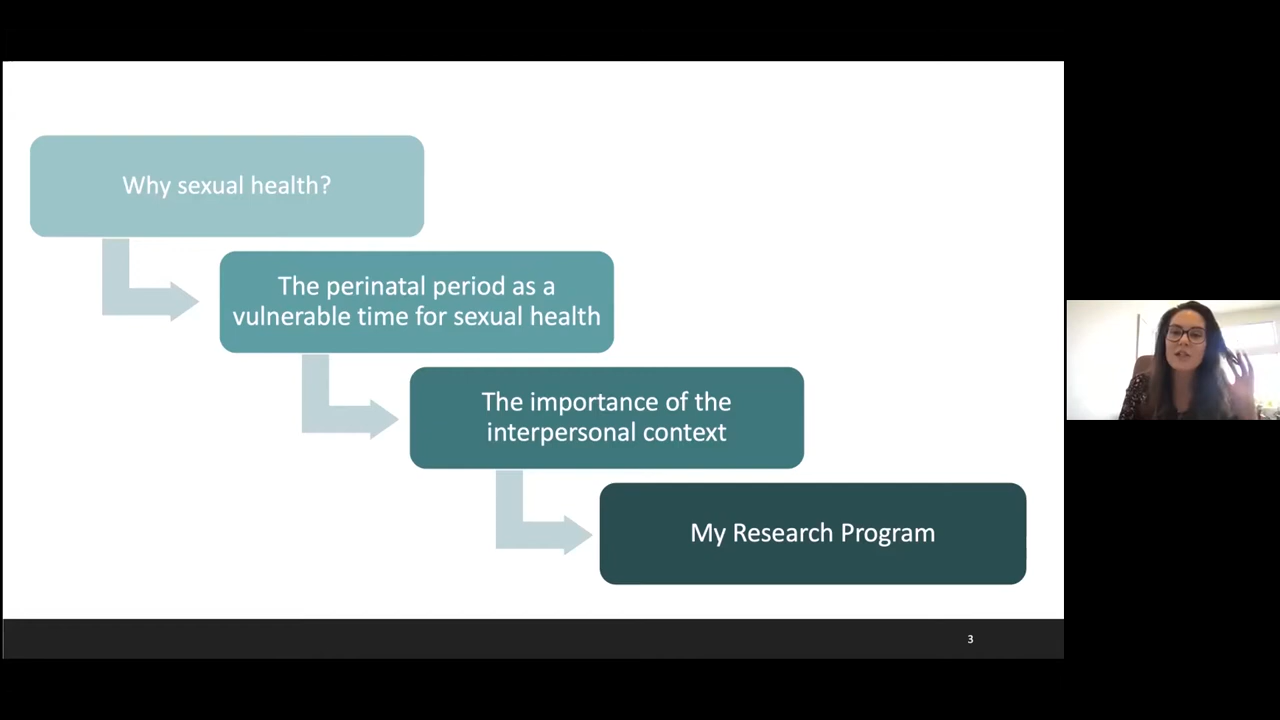 Why sexual health?
The perinatal period as a
vulnerable time for sexual health
The importance of the
interpersonal context
My Research Program
3